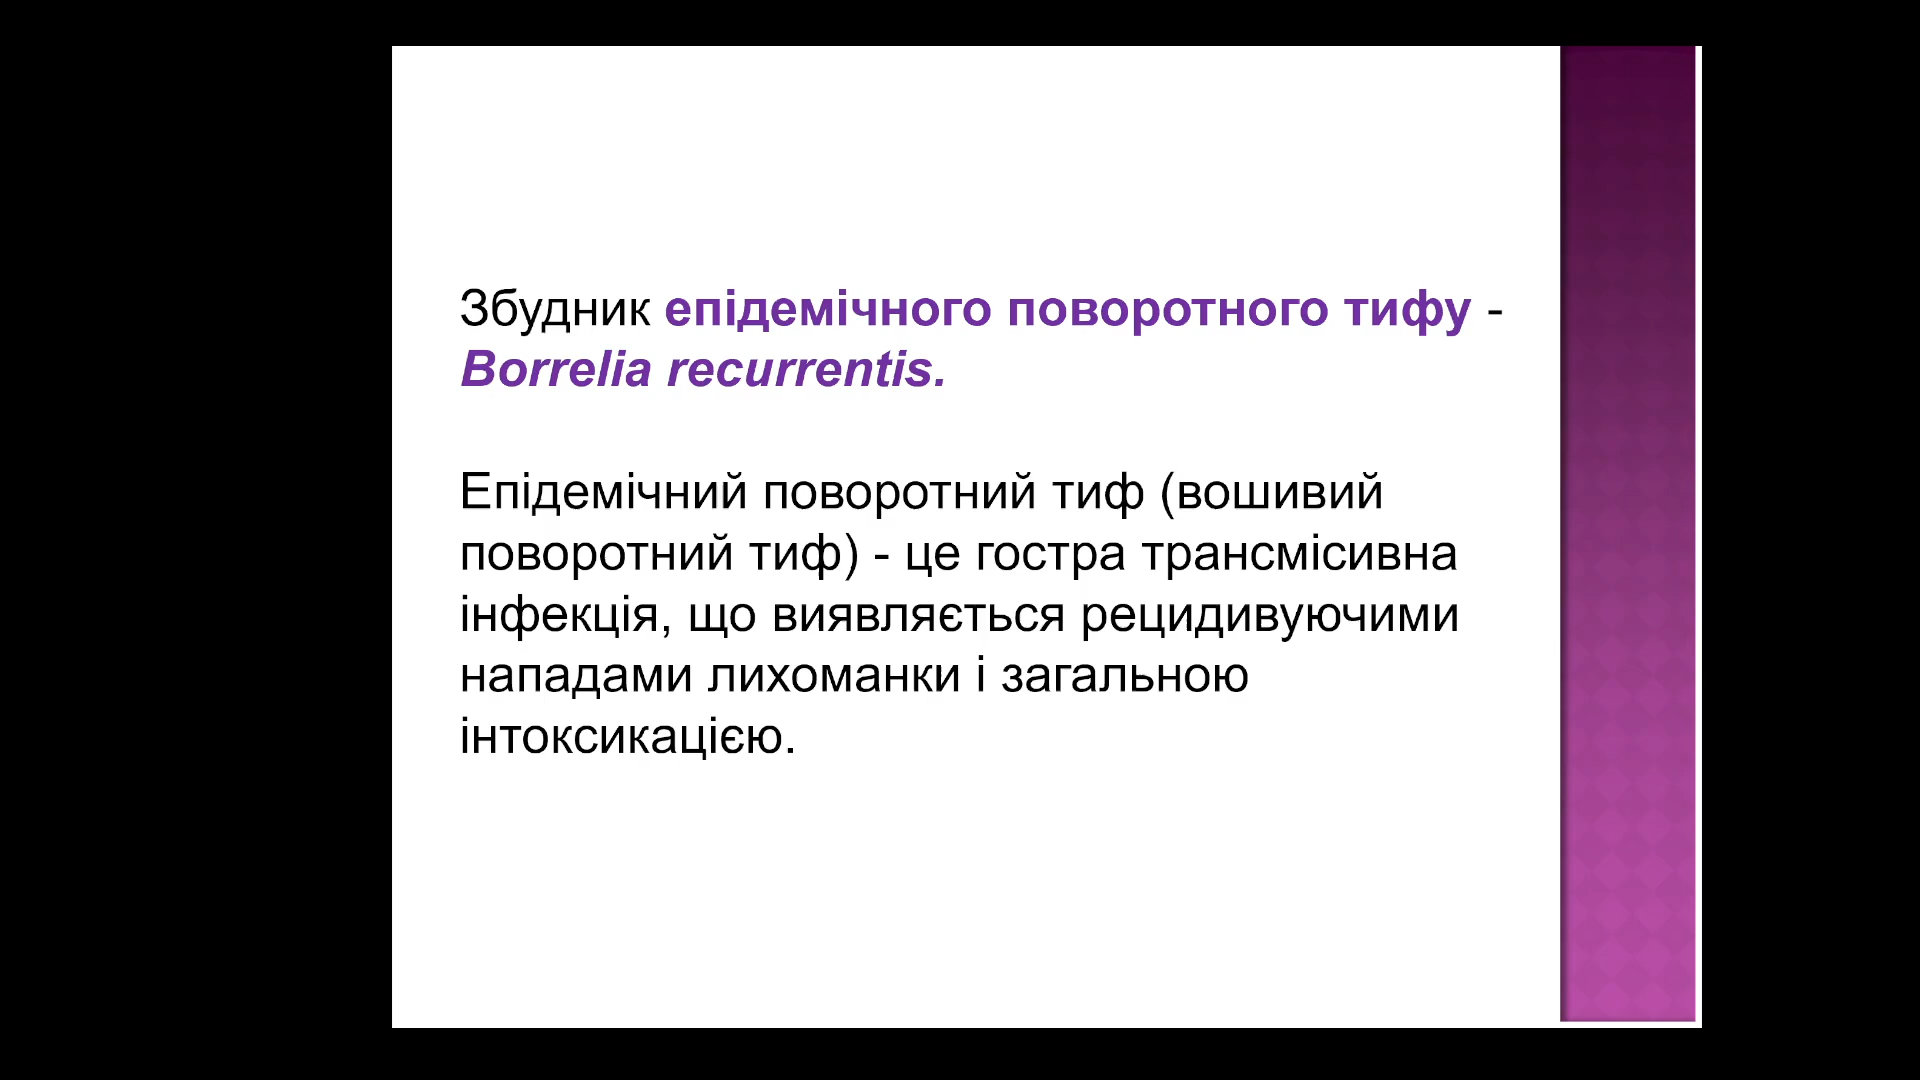 Збудник епідемічного поворотного тифу -
Borrelia recurrentis.
Епідемічний поворотний тиф (вошивий
поворотний тиф) - це гостра трансмісивна
інфекція, що виявляється рецидивуючими
нападами лихоманки і загальною
інтоксикацією.